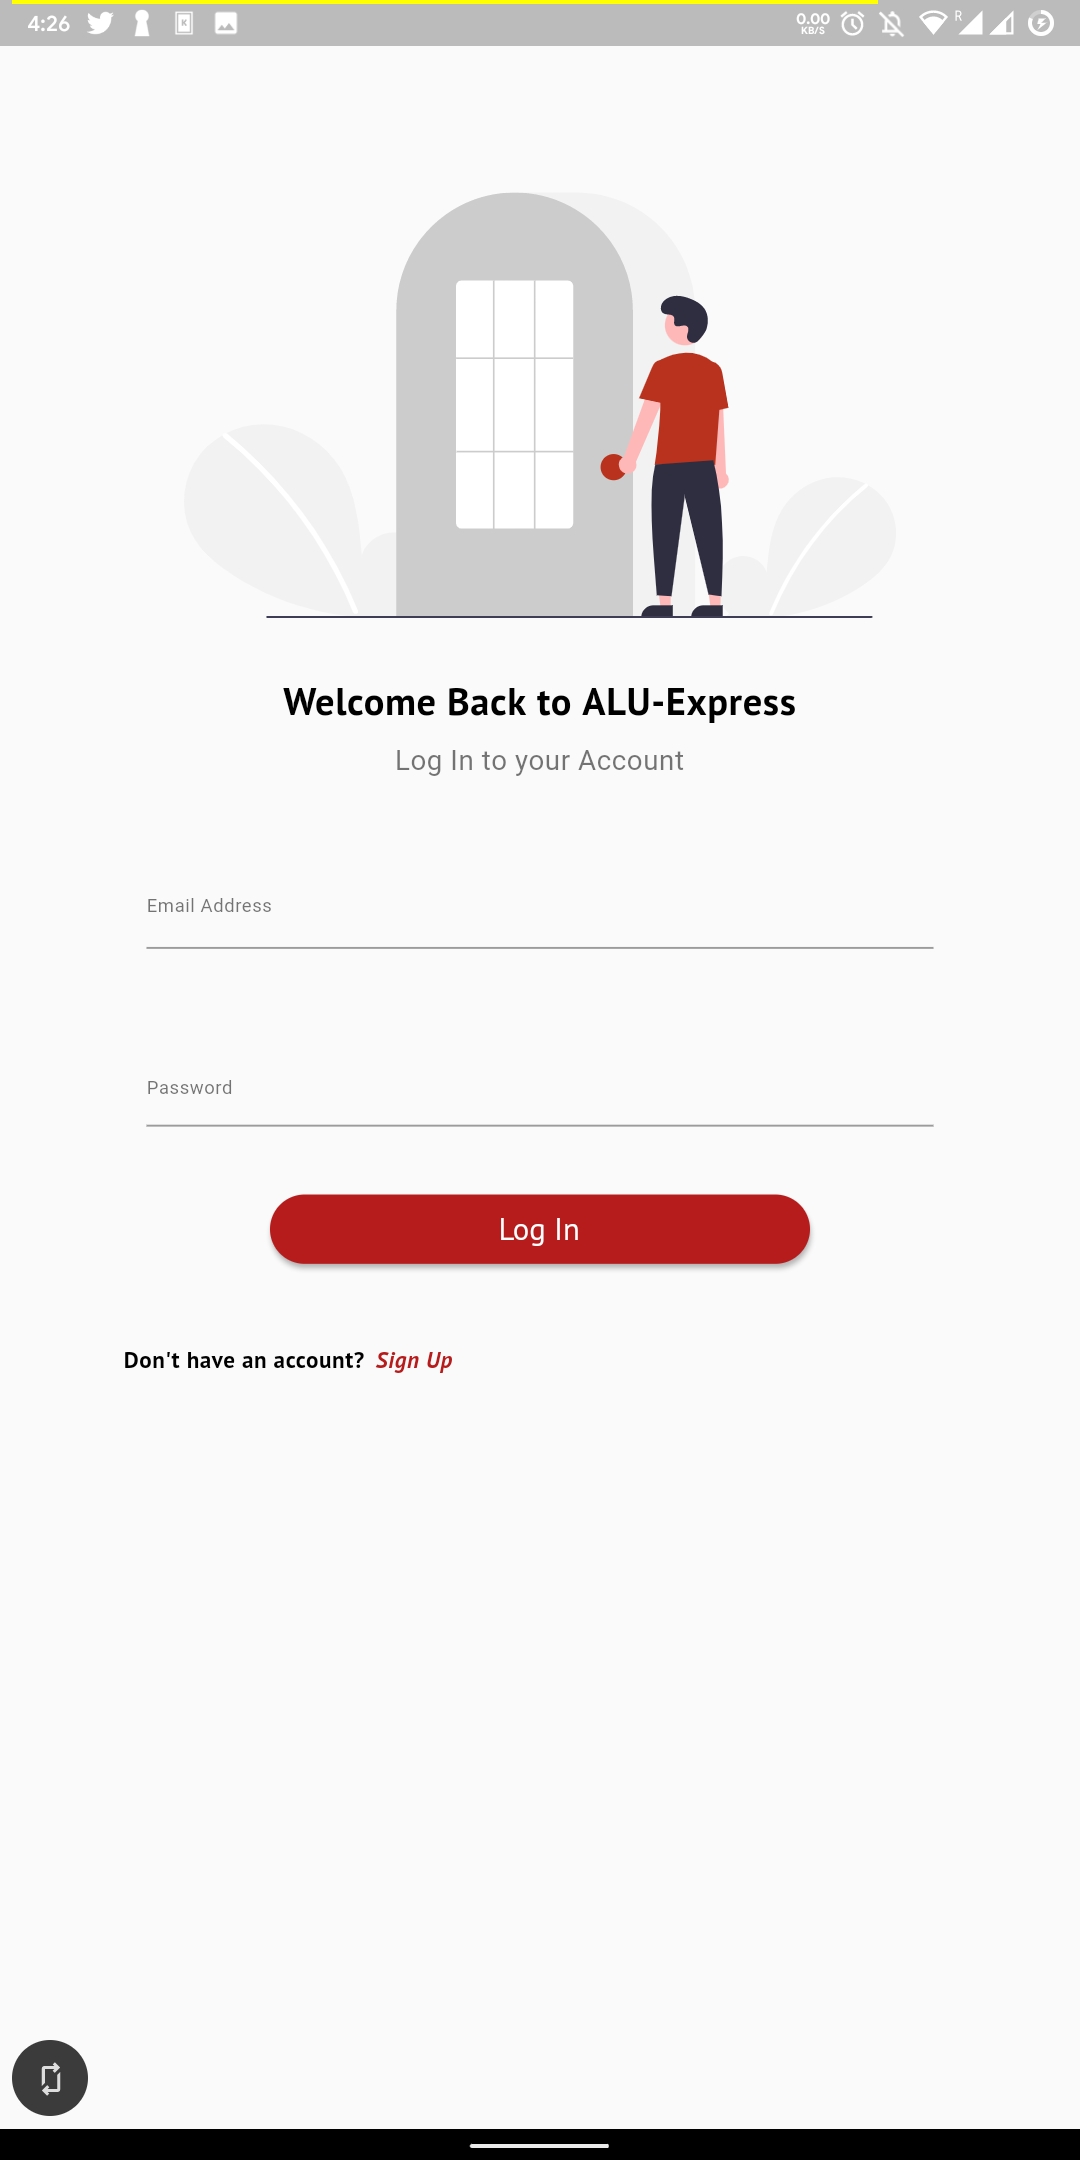 4:26
0.00
KB/S
R
K
Welcome Back to ALU-Express
Log In to your Account
Email Address
Password
Log In
Don't have an account? Sign Up